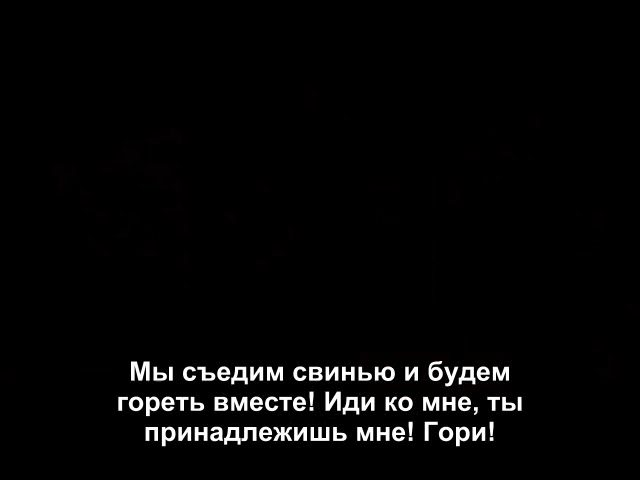 Мы съедим свинью и будем
гореть вместе! Иди ко мне, ты
принадлежишь мне! Гори!